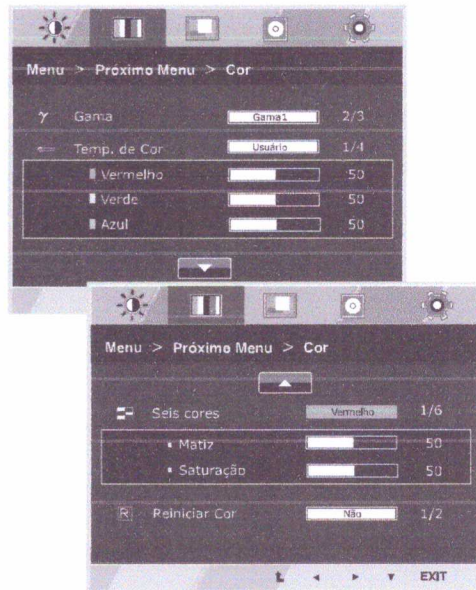 Menu > Próximo Menu > Cor
γ Gama Gama1 2/3
Temp. de Cor Usuário 1/4
Vermelho 50
Verde 50
Azul 50
Menu > Próximo Menu > Cor
Seis cores Vermelho 1/6
Matiz 50
Saturação 50
R Reiniciar Cor Não 1/2
EXIT